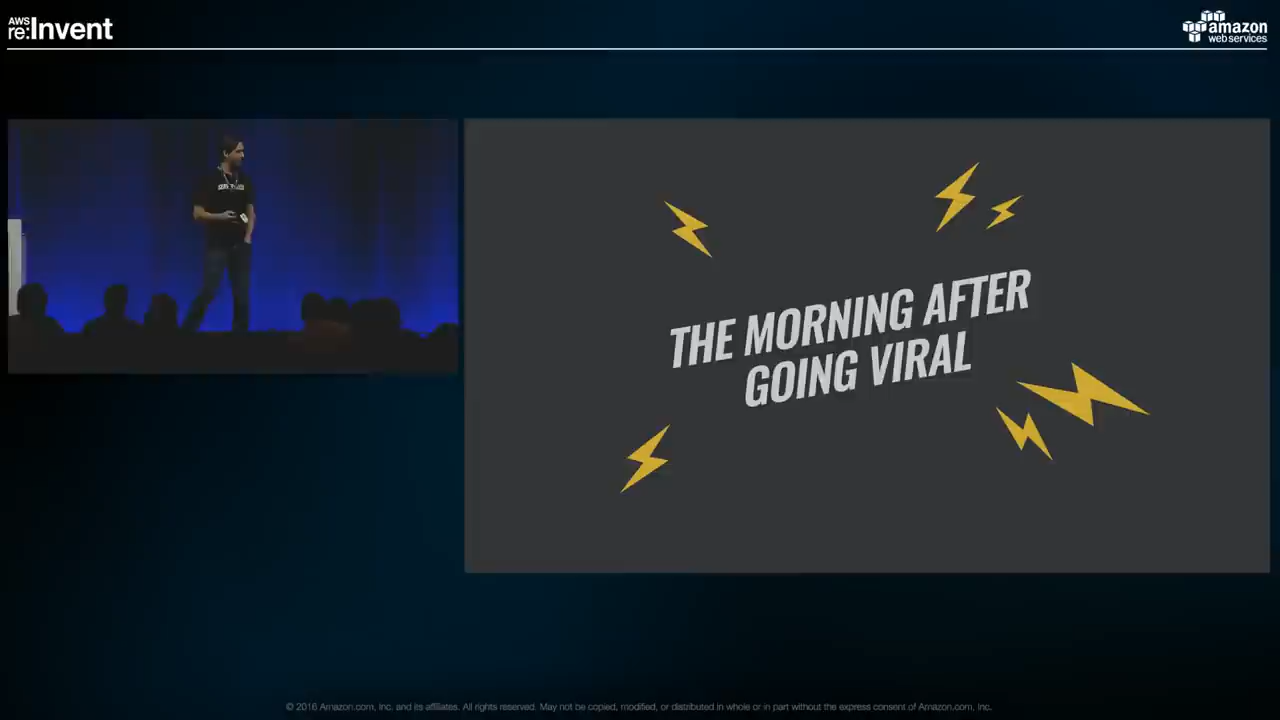 AWS
re:Invent
amazon
web services
THE MORNING AFTER
GOING VIRAL
© 2016 Amazon.com, Inc. and its affiliates. All rights reserved. May not be copied, modified, or distributed in whole or in part without the express consent of Amazon.com, Inc.